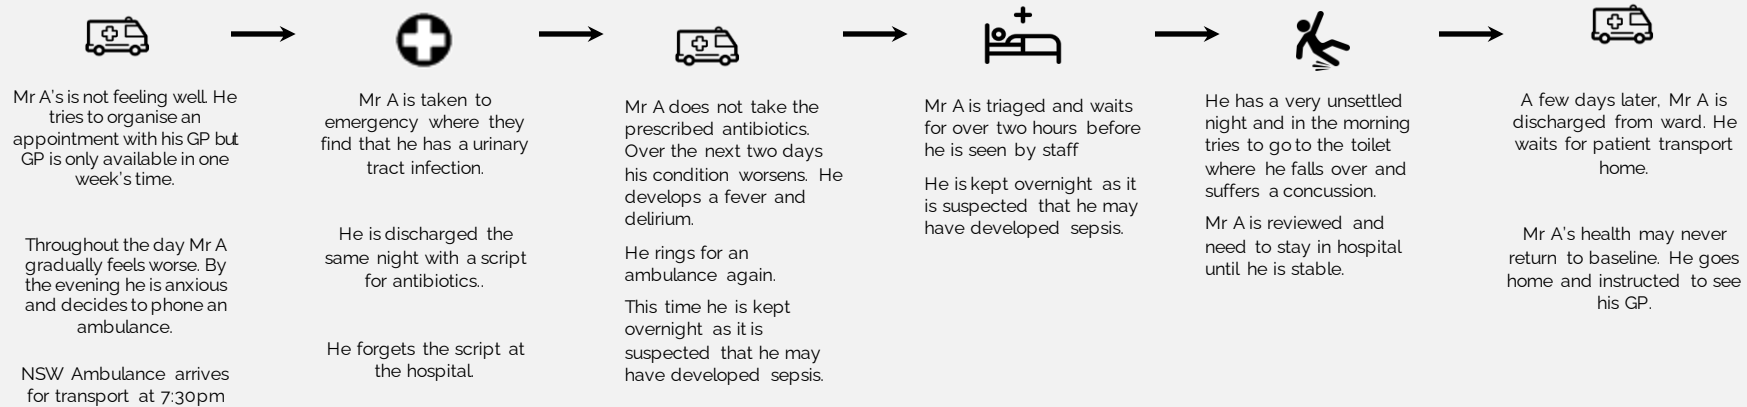 Mr A's is not feeling well. He
tries to organise an
appointment with his GP but
GP is only available in one
week's time.
Throughout the day Mr A
gradually feels worse. By
the evening he is anxious
and decides to phone an
ambulance.
NSW Ambulance arrives
for transport at 7:30pm
Mr A is taken to
emergency where they
find that he has a urinary
tract infection.
He is discharged the
same night with a script
for antibiotics..
He forgets the script at
the hospital.
Mr A does not take the
prescribed antibiotics.
Over the next two days
his condition worsens. He
develops a fever and
delirium.
He rings for an
ambulance again.
This time he is kept
overnight as it is
suspected that he may
have developed sepsis.
Mr A is triaged and waits
for over two hours before
he is seen by staff
He is kept overnight as it
is suspected that he may
have developed sepsis.
He has a very unsettled
night and in the morning
tries to go to the toilet
where he falls over and
suffers a concussion.
Mr A is reviewed and
need to stay in hospital
until he is stable.
A few days later, Mr A is
discharged from ward. He
waits for patient transport
home.
Mr A's health may never
return to baseline. He goes
home and instructed to see
his GP.